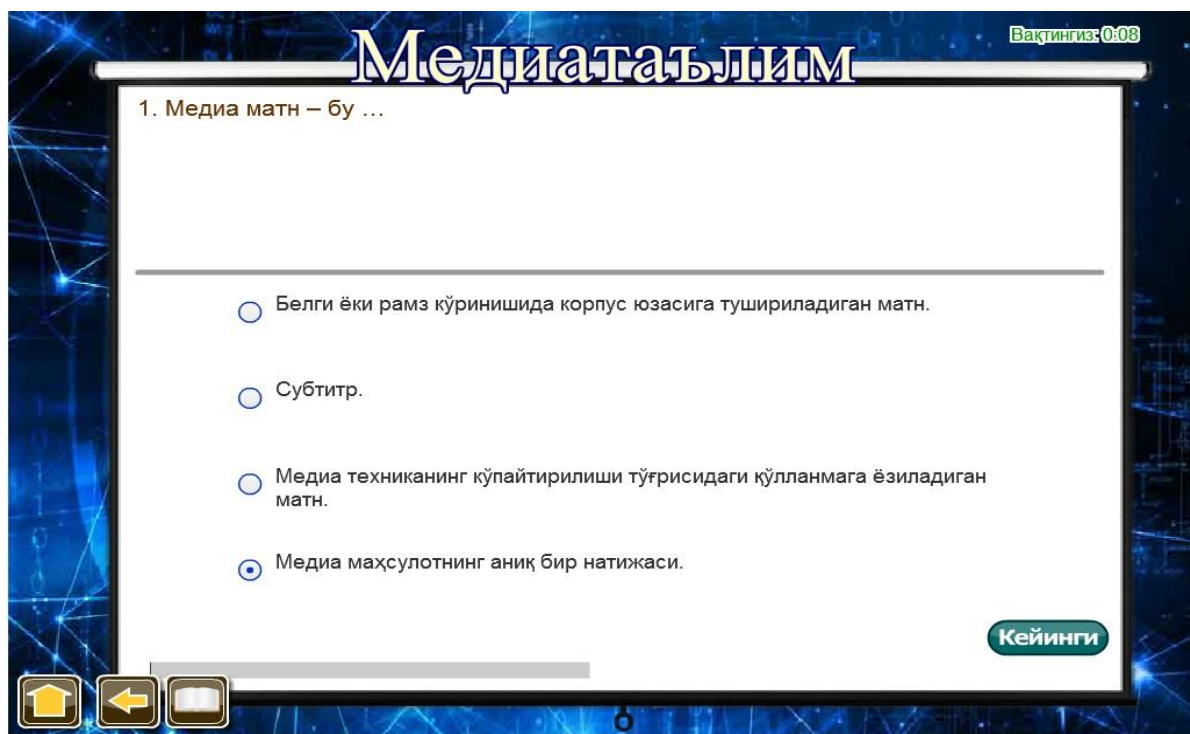 Медиатаълим
Вақтингиз: 0:08
1. Медиа матн – бу ...
Белги ёки рамз кўринишида корпус юзасига тушириладиган матн.
Субтитр.
Медиа техниканинг кўпайтирилиши тўғрисидаги қўлланмага ёзиладиган
матн.
Медиа маҳсулотнинг аниқ бир натижаси.
Кейинги